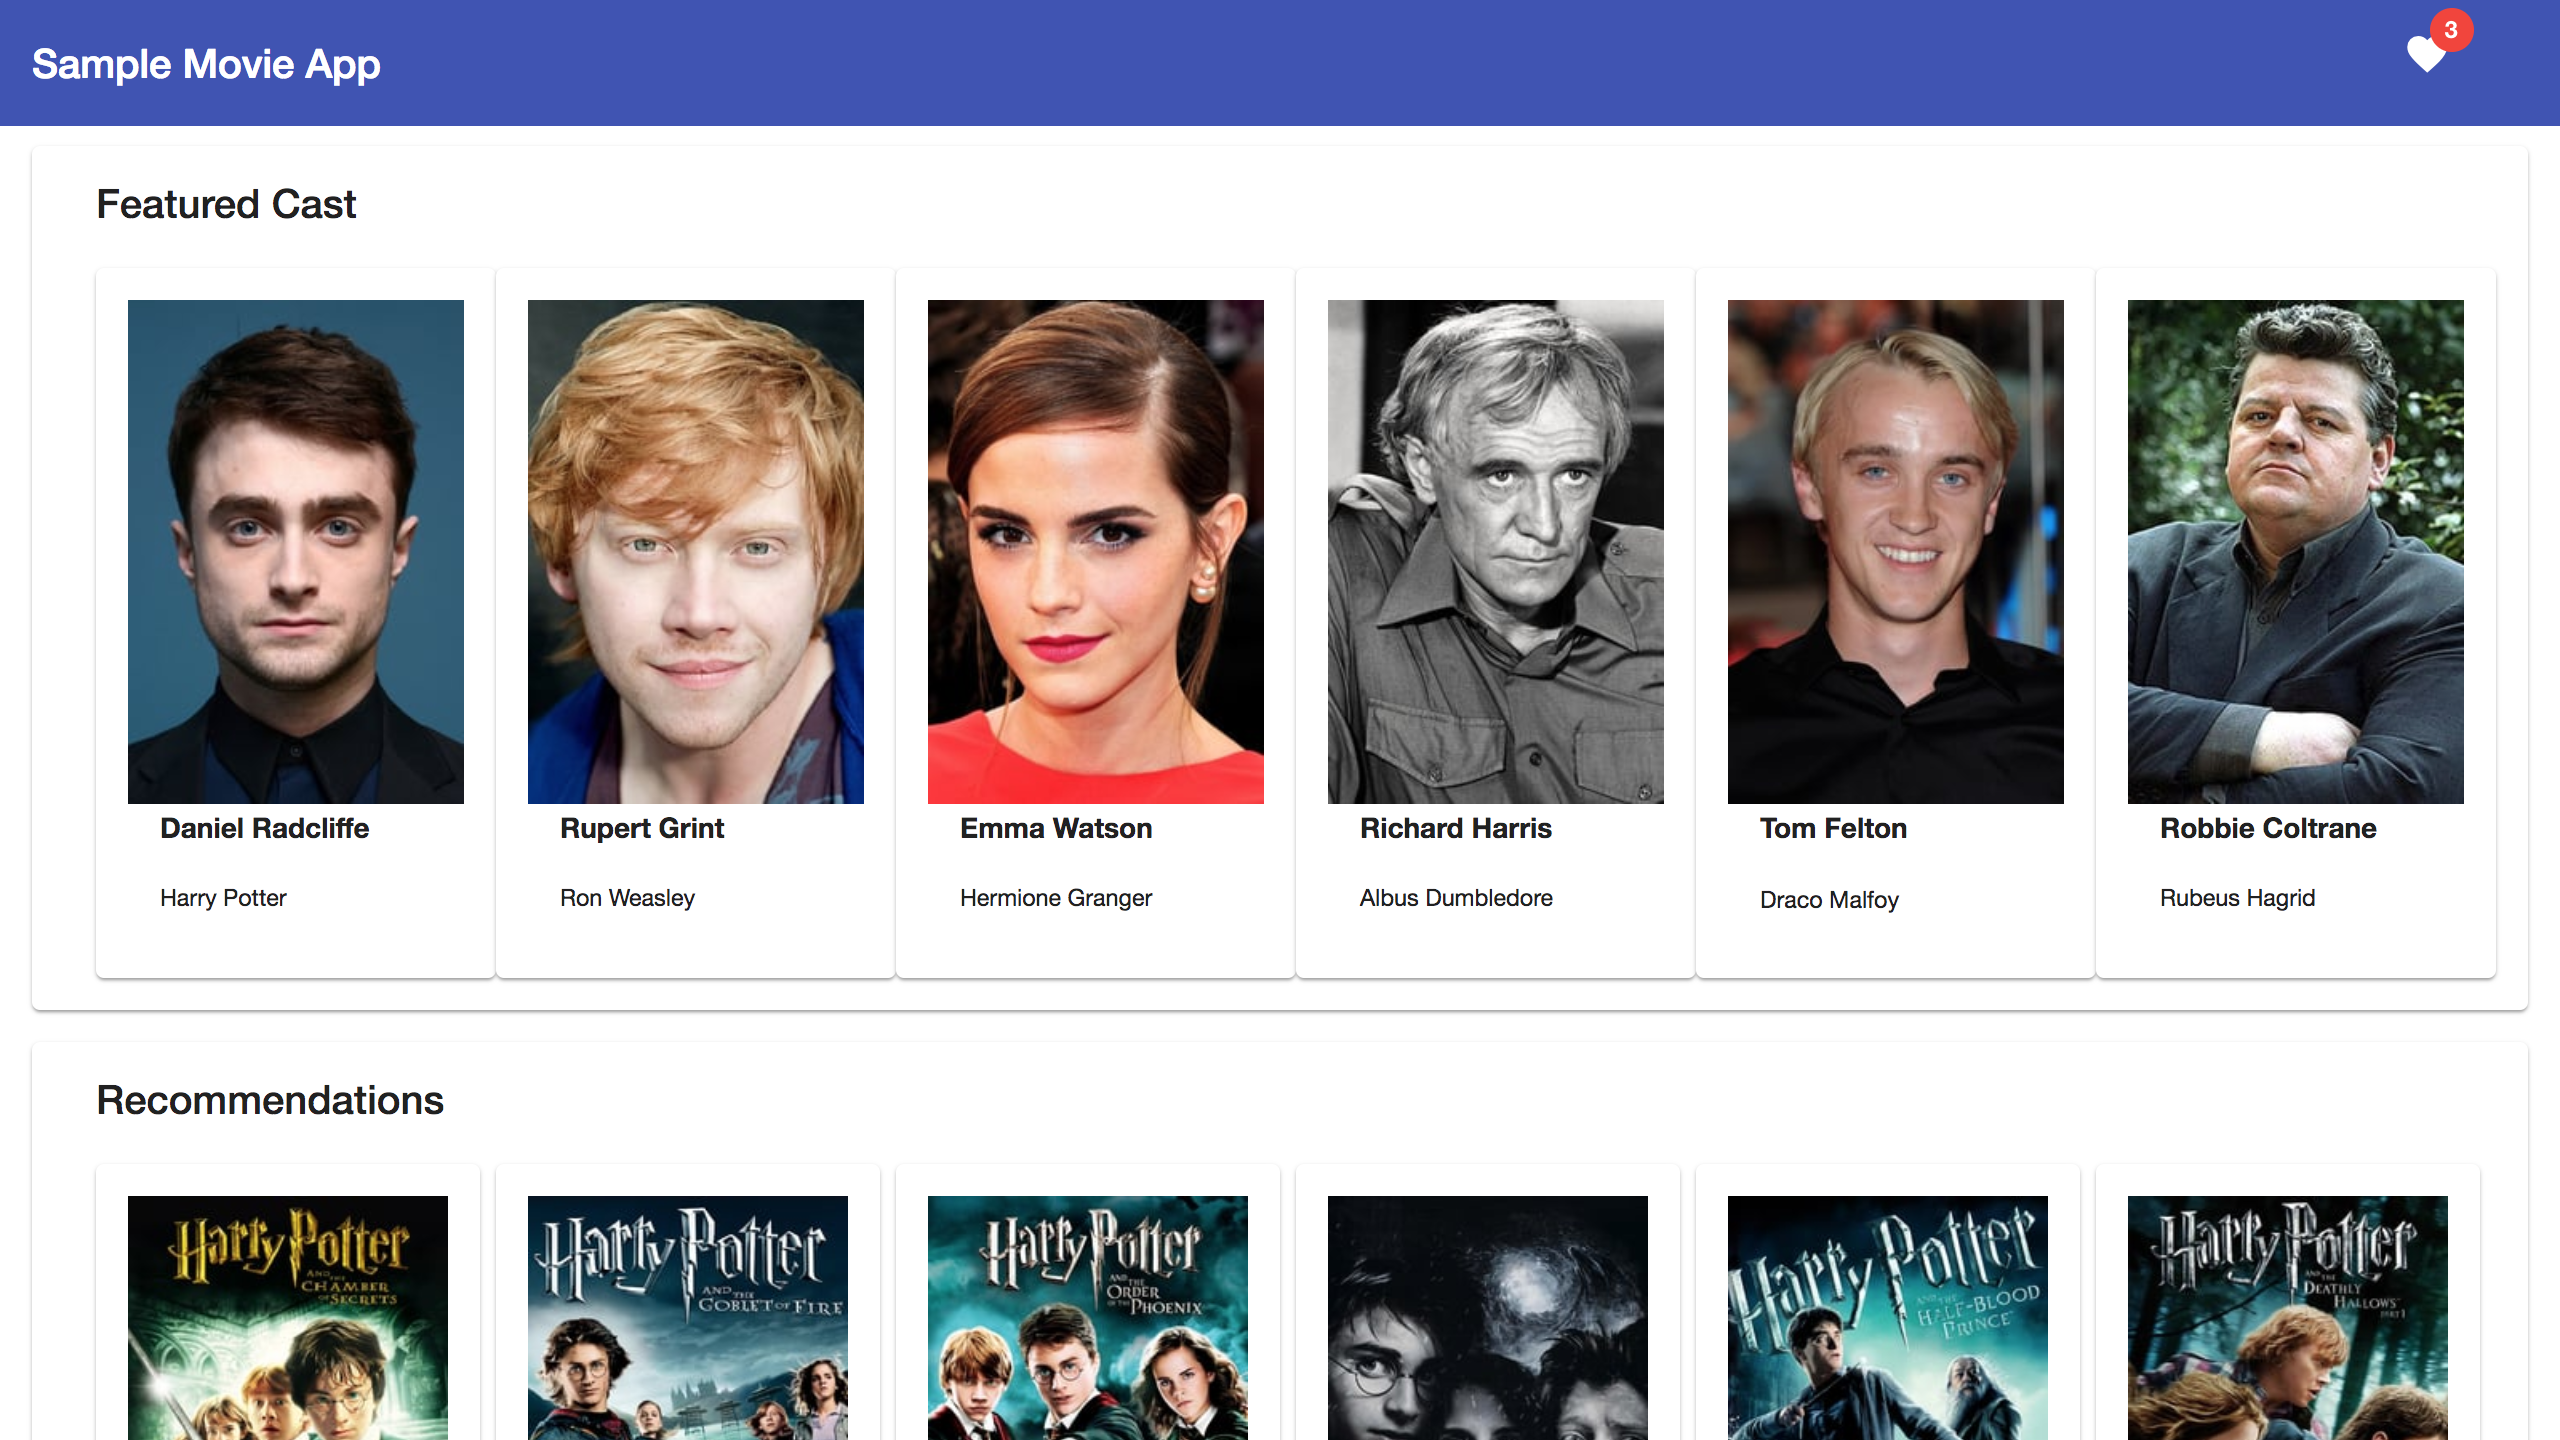 Sample Movie App
3
Featured Cast
Daniel Radcliffe
Harry Potter
Rupert Grint
Ron Weasley
Emma Watson
Hermione Granger
Richard Harris
Albus Dumbledore
Tom Felton
Draco Malfoy
Robbie Coltrane
Rubeus Hagrid
Recommendations
Harry Potter
AND THE
CHAMBER
OF SECRETS
Harry Potter
AND THE
GOBLET OF FIRE
Harry Potter
AND THE
ORDER
OF THE PHOENIX
Harry Potter
AND THE
HALF-BLOOD
PRINCE
Harry Potter
AND THE
DEATHLY
HALLOWS
PART 1